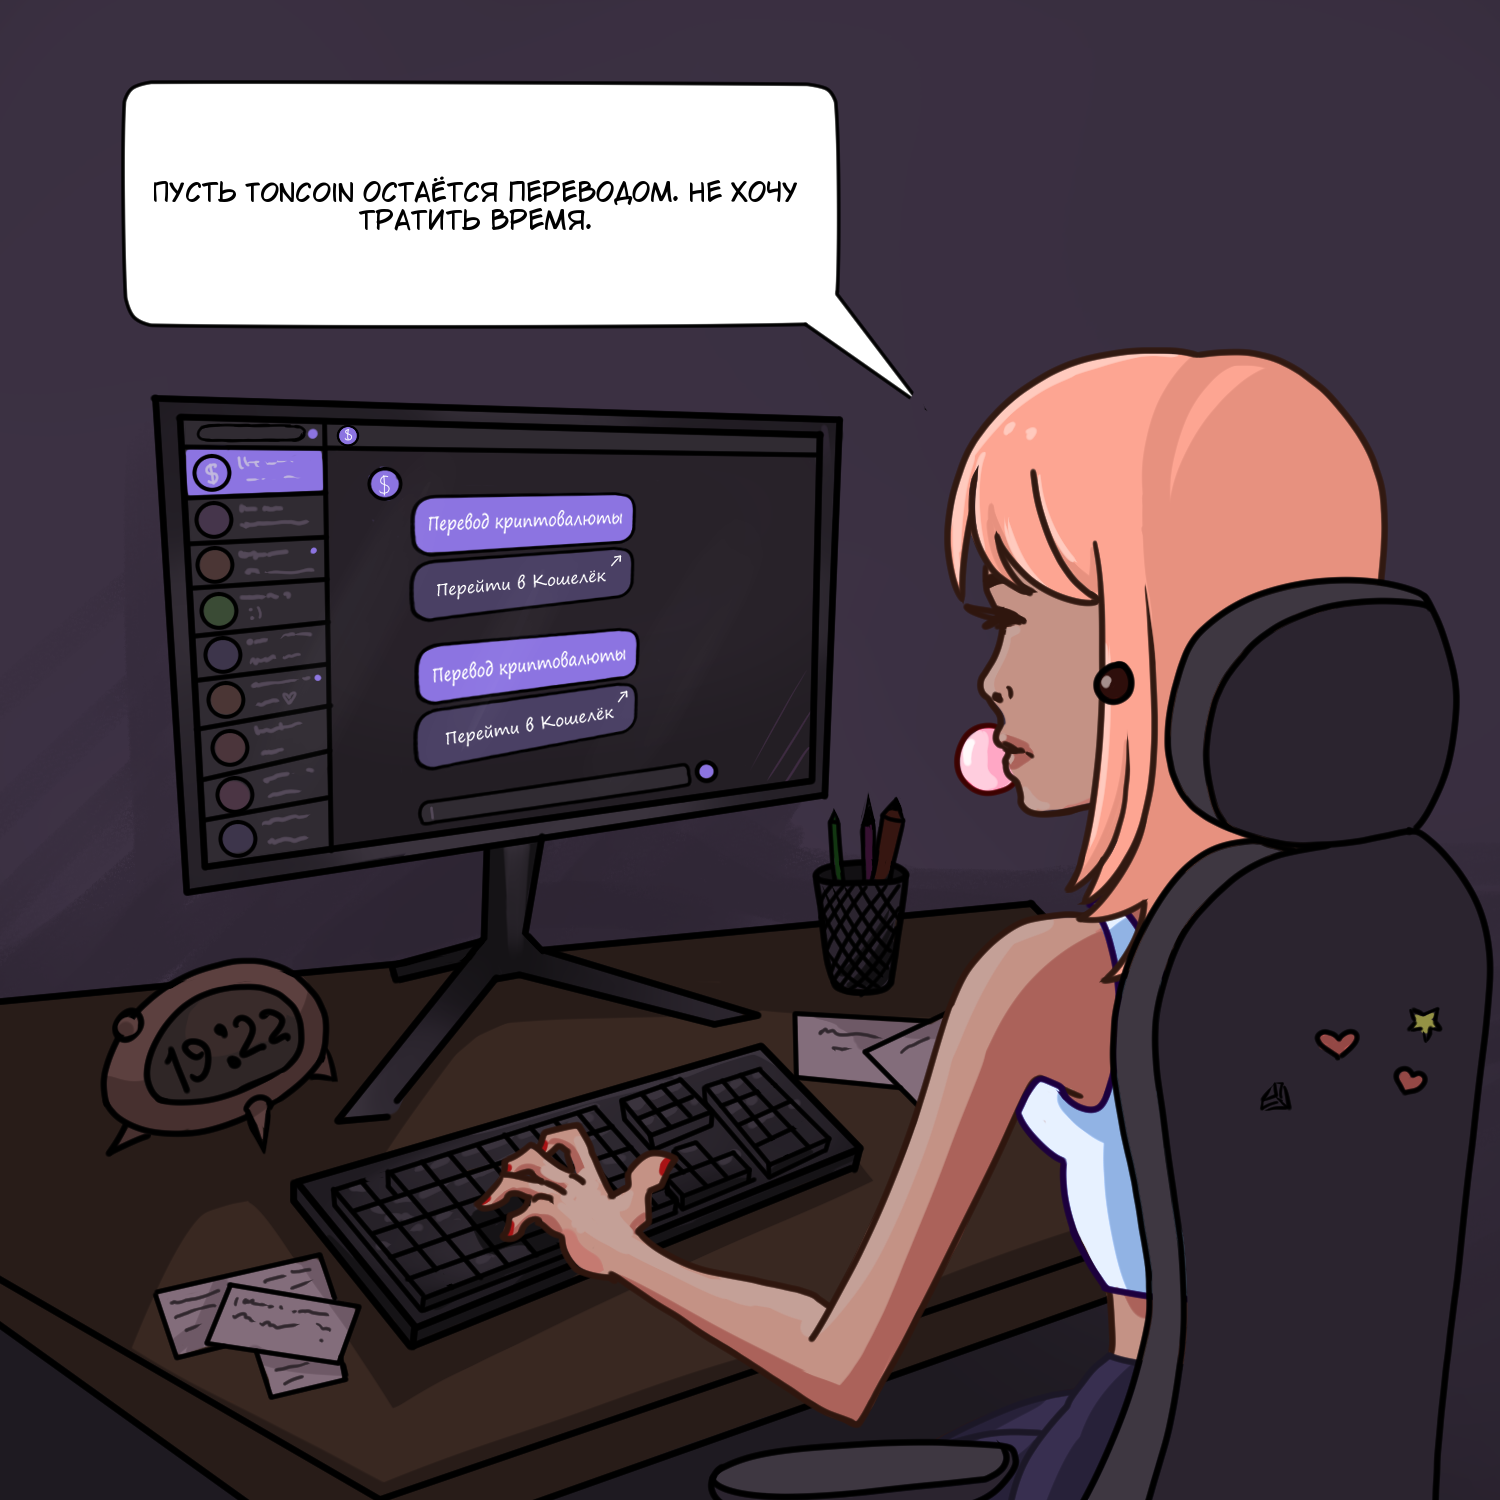 ПУСТЬ TONCOIN ОСТАЁТСЯ ПЕРЕВОДОМ. НЕ ХОЧУ
ТРАТИТЬ ВРЕМЯ.
$
$
$
:)
Перевод криптовалюты
Перейти в Кошелёк
Перевод криптовалюты
Перейти в Кошелёк
19:22